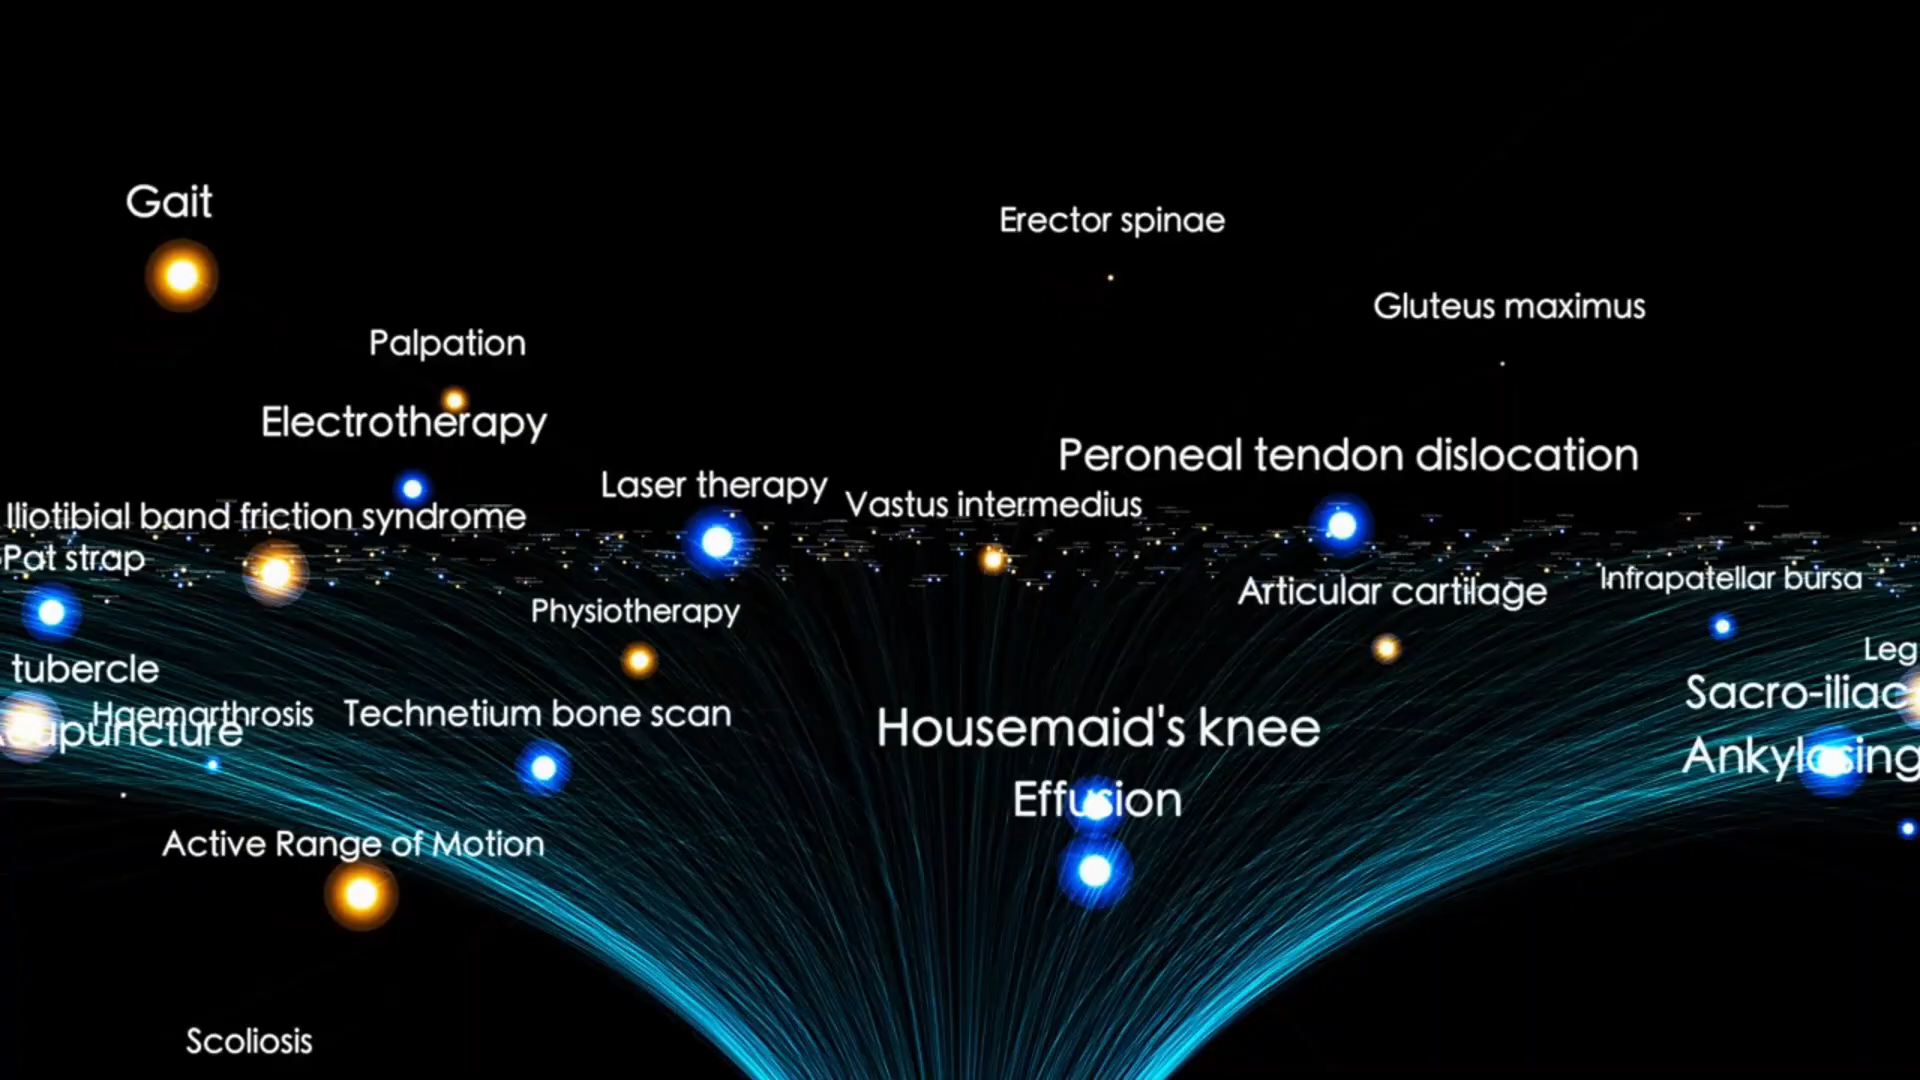 Gait
Erector spinae
Gluteus maximus
Palpation
Electrotherapy
Peroneal tendon dislocation
Laser therapy
Vastus intermedius
Iliotibial band friction syndrome
Pat strap
Articular cartilage
Infrapatellar bursa
Physiotherapy
tubercle
Leg
Sacro-iliac
Haemarthrosis
Technetium bone scan
Housemaid's knee
Ankylosing
Effusion
Active Range of Motion
Scoliosis